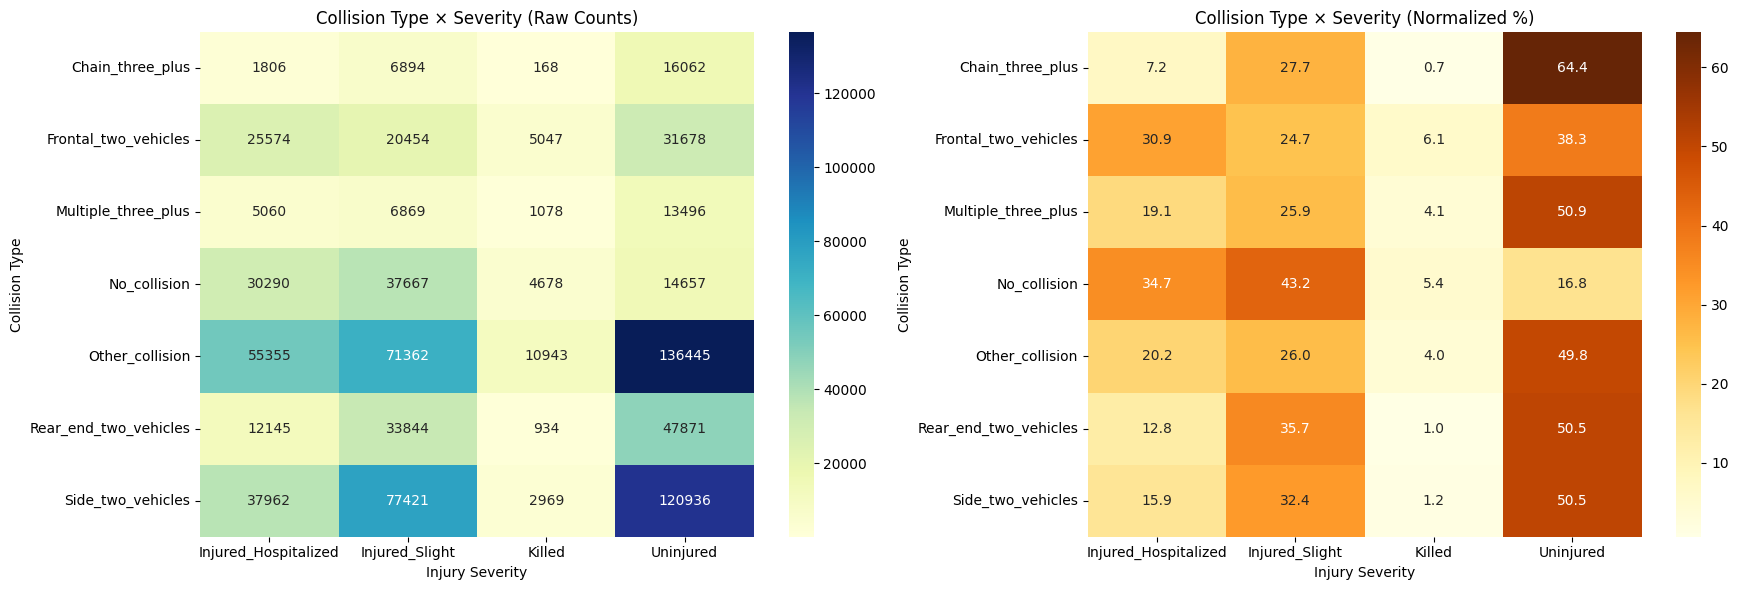 Collision Type × Severity (Raw Counts)
Collision Type
Chain_three_plus 1806 6894 168 16062
Frontal_two_vehicles 25574 20454 5047 31678
Multiple_three_plus 5060 6869 1078 13496
No_collision 30290 37667 4678 14657
Other_collision 55355 71362 10943 136445
Rear_end_two_vehicles 12145 33844 934 47871
Side_two_vehicles 37962 77421 2969 120936
Injured_Hospitalized Injured_Slight Killed Uninjured
Injury Severity
120000
100000
80000
60000
40000
20000
Collision Type × Severity (Normalized %)
Collision Type
Chain_three_plus 7.2 27.7 0.7 64.4
Frontal_two_vehicles 30.9 24.7 6.1 38.3
Multiple_three_plus 19.1 25.9 4.1 50.9
No_collision 34.7 43.2 5.4 16.8
Other_collision 20.2 26.0 4.0 49.8
Rear_end_two_vehicles 12.8 35.7 1.0 50.5
Side_two_vehicles 15.9 32.4 1.2 50.5
Injured_Hospitalized Injured_Slight Killed Uninjured
Injury Severity
60
50
40
30
20
10